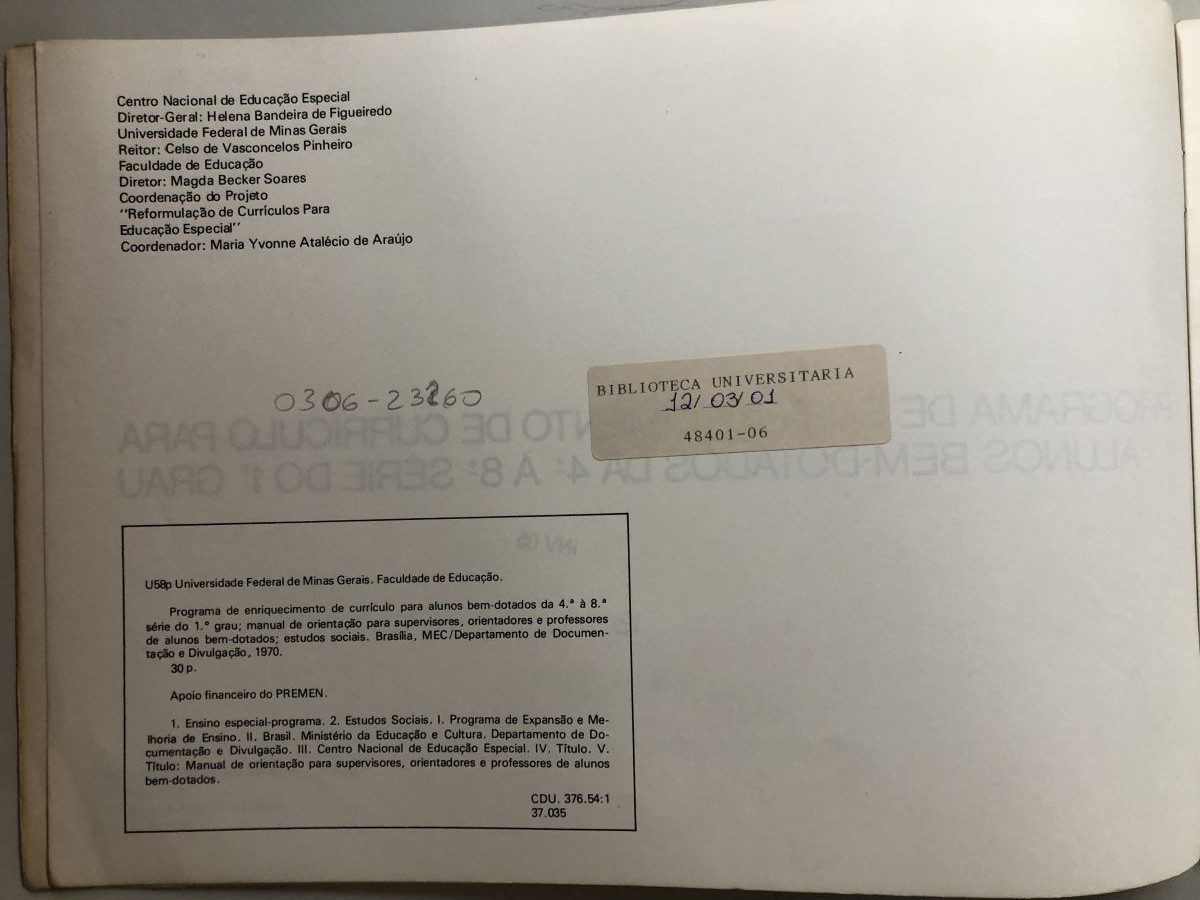 Centro Nacional de Educação Especial
Diretor-Geral: Helena Bandeira de Figueiredo
Universidade Federal de Minas Gerais
Reitor: Celso de Vasconcelos Pinheiro
Faculdade de Educação
Diretor: Magda Becker Soares
Coordenação do Projeto
"Reformulação de Currículos Para
Educação Especial"
Coordenador: Maria Yvonne Atalécio de Araújo
0306-23260
BIBLIOTECA UNIVERSITARIA
12/03/01
48401-06
U58p Universidade Federal de Minas Gerais. Faculdade de Educação.
Programa de enriquecimento de currículo para alunos bem-dotados da 4.ª à 8.ª
série do 1.º grau; manual de orientação para supervisores, orientadores e professores
de alunos bem-dotados; estudos sociais. Brasília, MEC/Departamento de Documen-
tação e Divulgação, 1970.
30 p.
Apoio financeiro do PREMEN.
1. Ensino especial-programa. 2. Estudos Sociais. I. Programa de Expansão e Me-
lhoria de Ensino. II. Brasil. Ministério da Educação e Cultura. Departamento de Do-
cumentação e Divulgação. III. Centro Nacional de Educação Especial. IV. Título. V.
Título: Manual de orientação para supervisores, orientadores e professores de alunos
bem-dotados.
CDU. 376.54:1
37.035